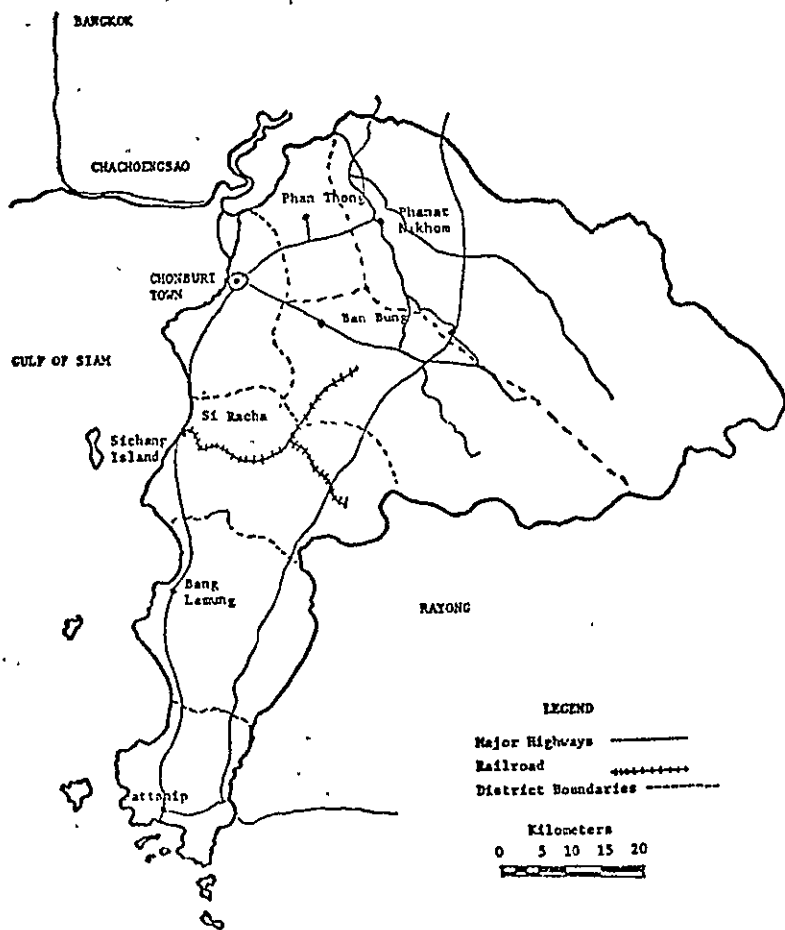 BANGKOK
CHACHOENGSAO
Phan Thong
Phanat
Nikhom
CHONBURI
TOWN
Ban Bung
GULF OF SIAM
Si Racha
Sichang
Island
Bang
Lamung
RAYONG
LEGEND
Major Highways
Railroad
District Boundaries
attahip
Kilometers
0 5 10 15 20